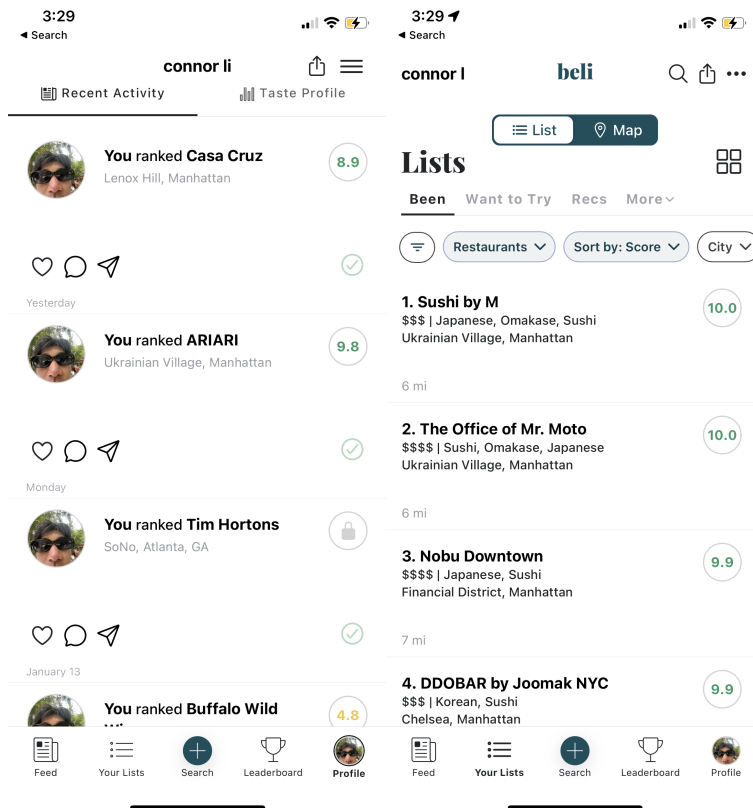 3:29
◀ Search
connor li
Recent Activity
Taste Profile
You ranked Casa Cruz
8.9
Lenox Hill, Manhattan
Yesterday
You ranked ARIARI
9.8
Ukrainian Village, Manhattan
Monday
You ranked Tim Hortons
SoNo, Atlanta, GA
January 13
You ranked Buffalo Wild
4.8
Feed
Your Lists
Search
Leaderboard
Profile
3:29
◀ Search
connor l
beli
List
Map
Lists
Been
Want to Try
Recs
More
Restaurants
Sort by: Score
City
1. Sushi by M
10.0
$$$ | Japanese, Omakase, Sushi
Ukrainian Village, Manhattan
6 mi
2. The Office of Mr. Moto
10.0
$$$$ | Sushi, Omakase, Japanese
Ukrainian Village, Manhattan
6 mi
3. Nobu Downtown
9.9
$$$$ | Japanese, Sushi
Financial District, Manhattan
7 mi
4. DDOBAR by Joomak NYC
9.9
$$$ | Korean, Sushi
Chelsea, Manhattan
Feed
Your Lists
Search
Leaderboard
Profile